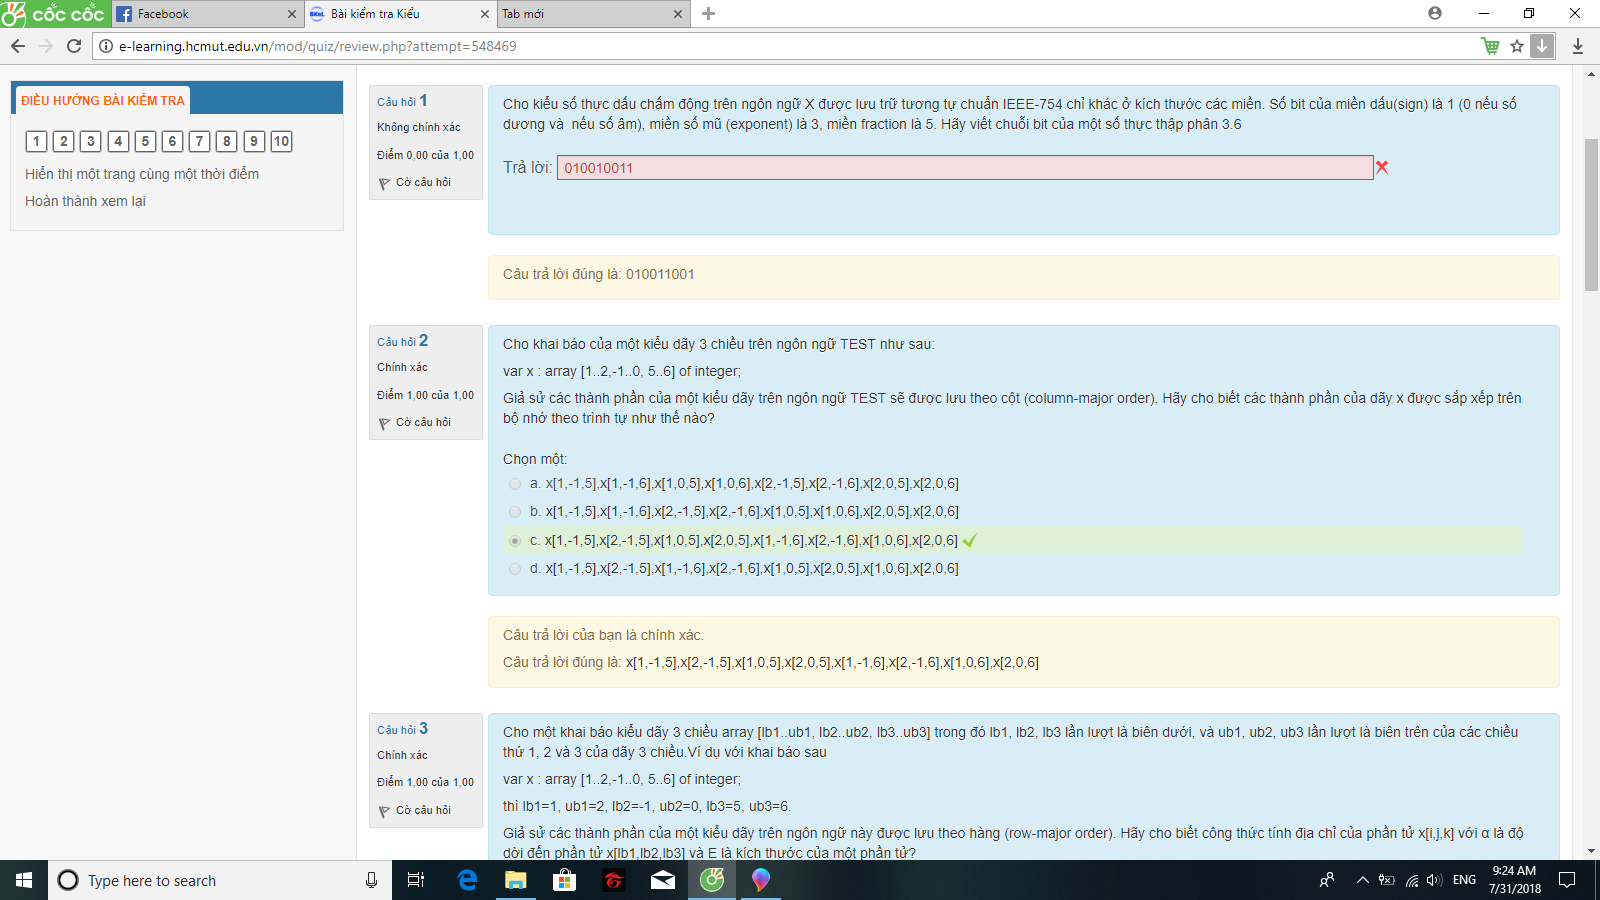 cốc cốc
Facebook
BKeL
Bài kiểm tra Kiểu
Tab mới
e-learning.hcmut.edu.vn/mod/quiz/review.php?attempt=548469
ĐIỀU HƯỚNG BÀI KIỂM TRA
1 2 3 4 5 6 7 8 9 10
Hiển thị một trang cùng một thời điểm
Hoàn thành xem lại
Câu hỏi 1
Không chính xác
Điểm 0,00 của 1,00
Cờ câu hỏi
Cho kiểu số thực dấu chấm động trên ngôn ngữ X được lưu trữ tương tự chuẩn IEEE-754 chỉ khác ở kích thước các miền. Số bit của miền dấu(sign) là 1 (0 nếu số
dương và  nếu số âm), miền số mũ (exponent) là 3, miền fraction là 5. Hãy viết chuỗi bit của một số thực thập phân 3.6
Trả lời: 010010011
Câu trả lời đúng là: 010011001
Câu hỏi 2
Chính xác
Điểm 1,00 của 1,00
Cờ câu hỏi
Cho khai báo của một kiểu dãy 3 chiều trên ngôn ngữ TEST như sau:
var x : array [1..2,-1..0, 5..6] of integer;
Giả sử các thành phần của một kiểu dãy trên ngôn ngữ TEST sẽ được lưu theo cột (column-major order). Hãy cho biết các thành phần của dãy x được sắp xếp trên
bộ nhớ theo trình tự như thế nào?
Chọn một:
a. x[1,-1,5],x[1,-1,6],x[1,0,5],x[1,0,6],x[2,-1,5],x[2,-1,6],x[2,0,5],x[2,0,6]
b. x[1,-1,5],x[1,-1,6],x[2,-1,5],x[2,-1,6],x[1,0,5],x[1,0,6],x[2,0,5],x[2,0,6]
c. x[1,-1,5],x[2,-1,5],x[1,0,5],x[2,0,5],x[1,-1,6],x[2,-1,6],x[1,0,6],x[2,0,6]
d. x[1,-1,5],x[2,-1,5],x[1,-1,6],x[2,-1,6],x[1,0,5],x[2,0,5],x[1,0,6],x[2,0,6]
Câu trả lời của bạn là chính xác.
Câu trả lời đúng là: x[1,-1,5],x[2,-1,5],x[1,0,5],x[2,0,5],x[1,-1,6],x[2,-1,6],x[1,0,6],x[2,0,6]
Câu hỏi 3
Chính xác
Điểm 1,00 của 1,00
Cờ câu hỏi
Cho một khai báo kiểu dãy 3 chiều array [lb1..ub1, lb2..ub2, lb3..ub3] trong đó lb1, lb2, lb3 lần lượt là biên dưới, và ub1, ub2, ub3 lần lượt là biên trên của các chiều
thứ 1, 2 và 3 của dãy 3 chiều.Ví dụ với khai báo sau
var x : array [1..2,-1..0, 5..6] of integer;
thì lb1=1, ub1=2, lb2=-1, ub2=0, lb3=5, ub3=6.
Giả sử các thành phần của một kiểu dãy trên ngôn ngữ này được lưu theo hàng (row-major order). Hãy cho biết công thức tính địa chỉ của phần tử x[i,j,k] với α là độ
dời đến phần tử x[lb1,lb2,lb3] và E là kích thước của một phần tử?
Type here to search
ENG
9:24 AM
7/31/2018